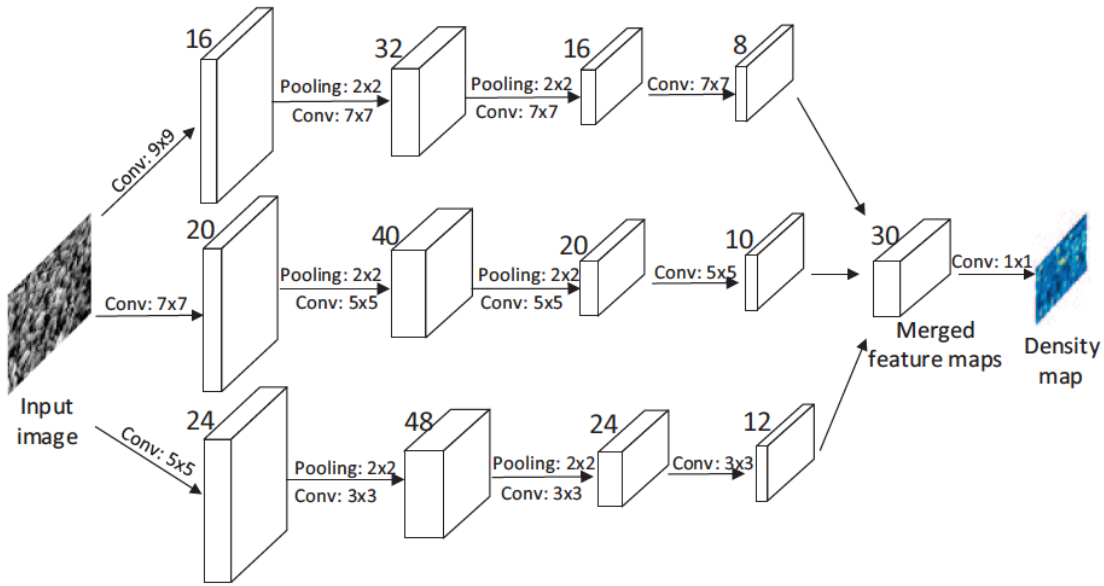 16
Pooling: 2x2
Conv: 7x7
32
Pooling: 2x2
Conv: 7x7
16
Conv: 7x7
8
Conv: 9x9
20
Pooling: 2x2
Conv: 5x5
40
Pooling: 2x2
Conv: 5x5
20
Conv: 5x5
10
30
Conv: 1x1
Conv: 7x7
Merged
feature maps
Density
map
Input
image
Conv: 5x5
24
Pooling: 2x2
Conv: 3x3
48
Pooling: 2x2
Conv: 3x3
24
Conv: 3x3
12